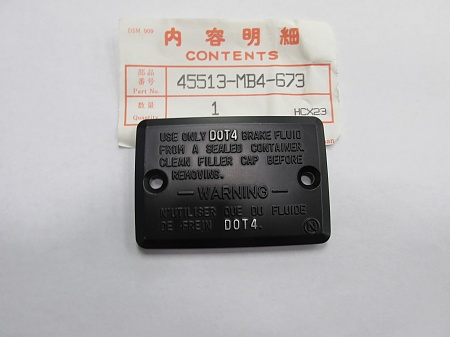 内容明細
CONTENTS
部品
番号
Part No.
45513-MB4-673
数量
Quantity
1
HCX23
USE ONLY DOT4 BRAKE FLUID
FROM A SEALED CONTAINER.
CLEAN FILLER CAP BEFORE
REMOVING.
WARNING
N'UTILISER QUE DU FLUIDE
DE FREIN DOT4.
N